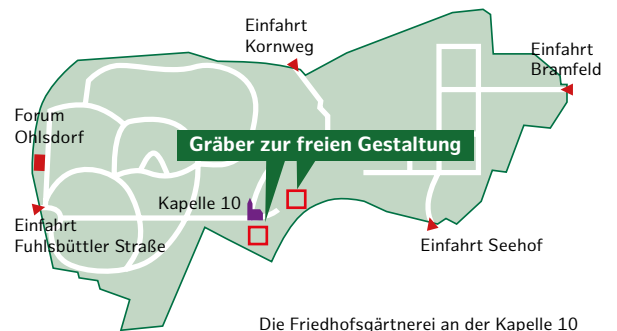 Einfahrt
Kornweg
Einfahrt
Bramfeld
Forum
Ohlsdorf
Gräber zur freien Gestaltung
Kapelle 10
Einfahrt
Fuhlsbüttler Straße
Einfahrt Seehof
Die Friedhofsgärtnerei an der Kapelle 10